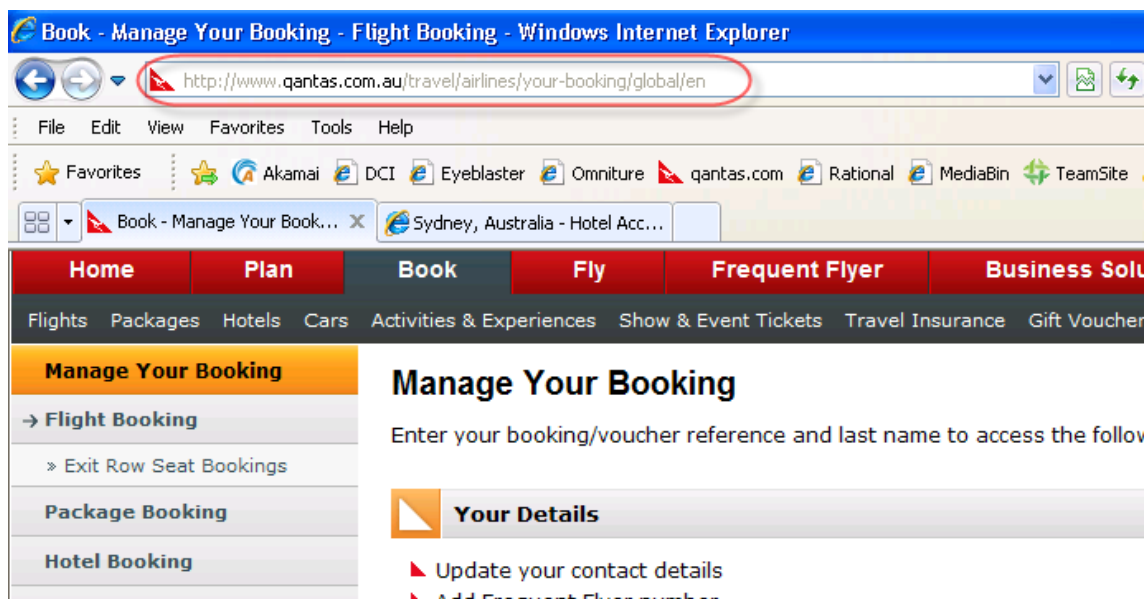 Book - Manage Your Booking - Flight Booking - Windows Internet Explorer
http://www.qantas.com.au/travel/airlines/your-booking/global/en
File Edit View Favorites Tools Help
Favorites Akamai DCI Eyeblaster Omniture qantas.com Rational MediaBin TeamSite
Book - Manage Your Book... Sydney, Australia - Hotel Acc...
Home Plan Book Fly Frequent Flyer Business Solu
Flights Packages Hotels Cars Activities & Experiences Show & Event Tickets Travel Insurance Gift Voucher
Manage Your Booking
Flight Booking
» Exit Row Seat Bookings
Package Booking
Hotel Booking
Manage Your Booking
Enter your booking/voucher reference and last name to access the follow
Your Details
Update your contact details
Add Frequent Flyer number